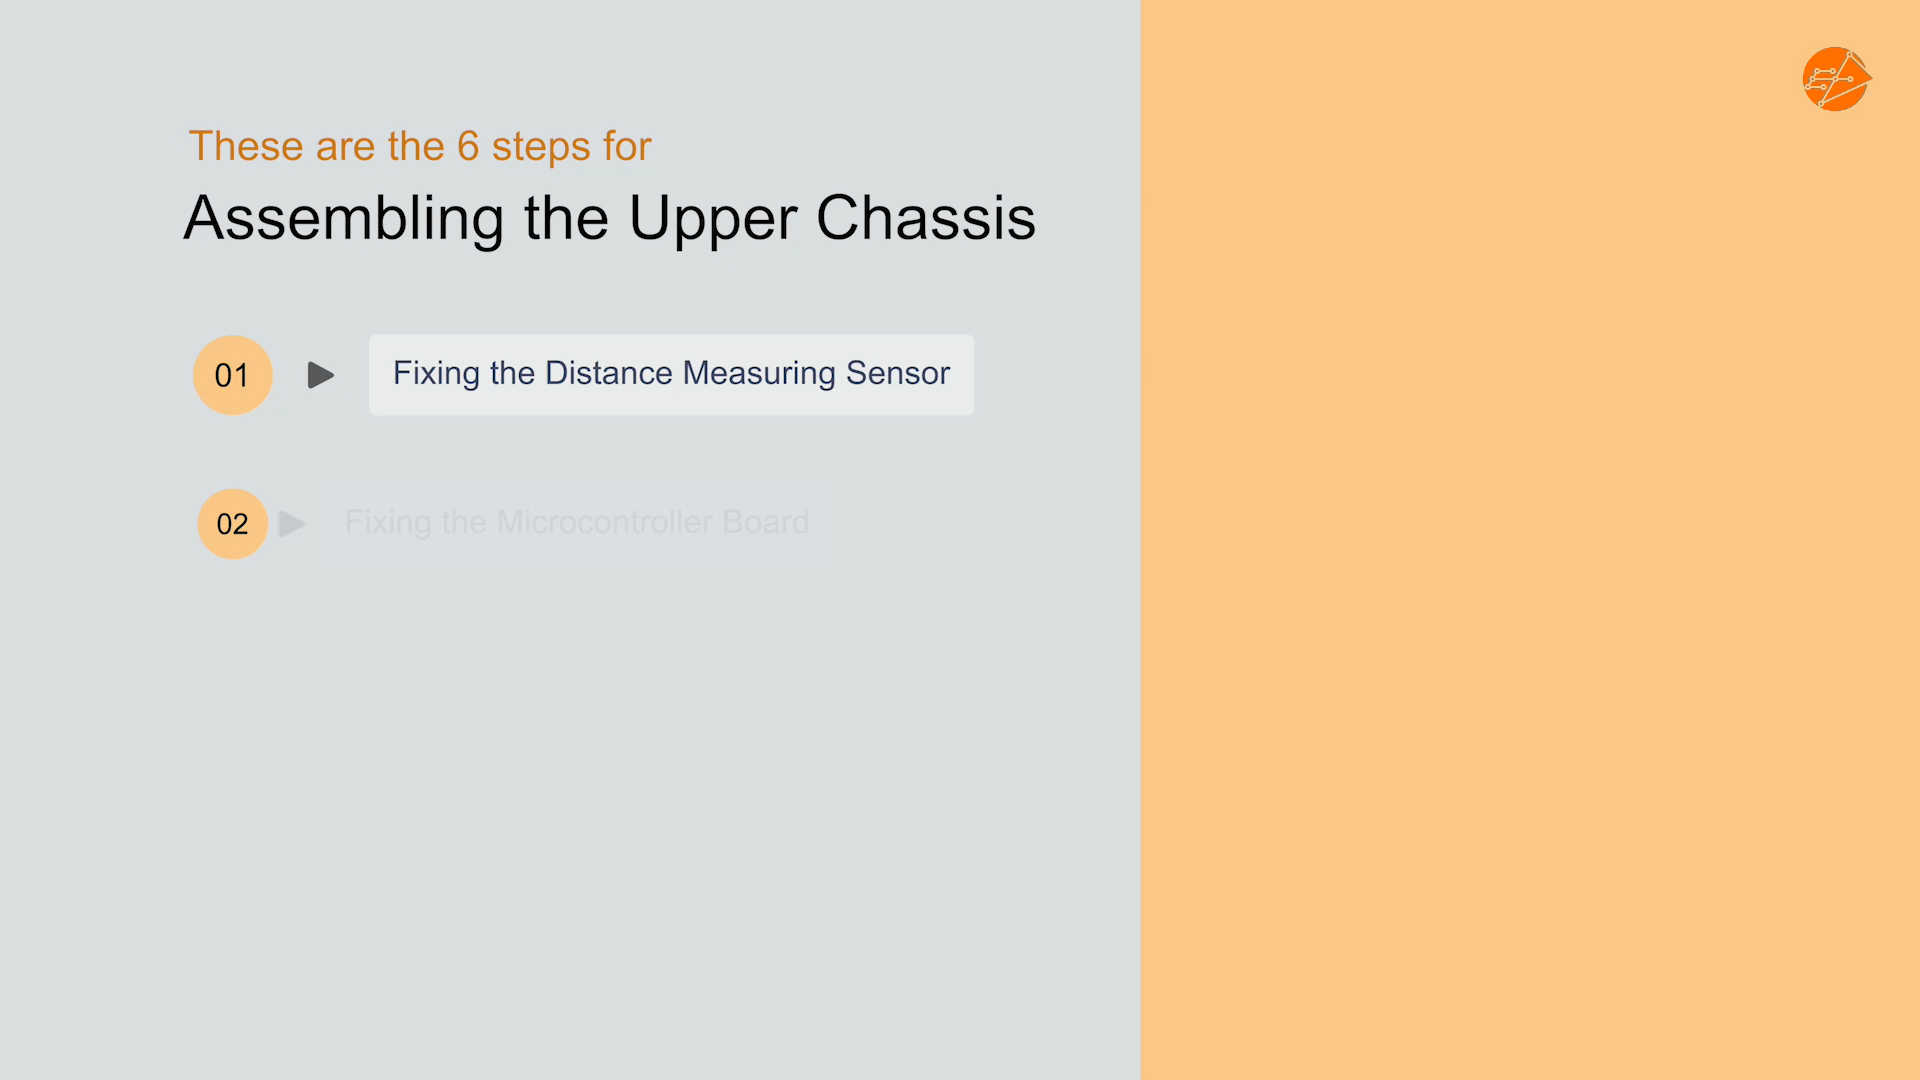 These are the 6 steps for
Assembling the Upper Chassis
01
Fixing the Distance Measuring Sensor
02
Fixing the Microcontroller Board